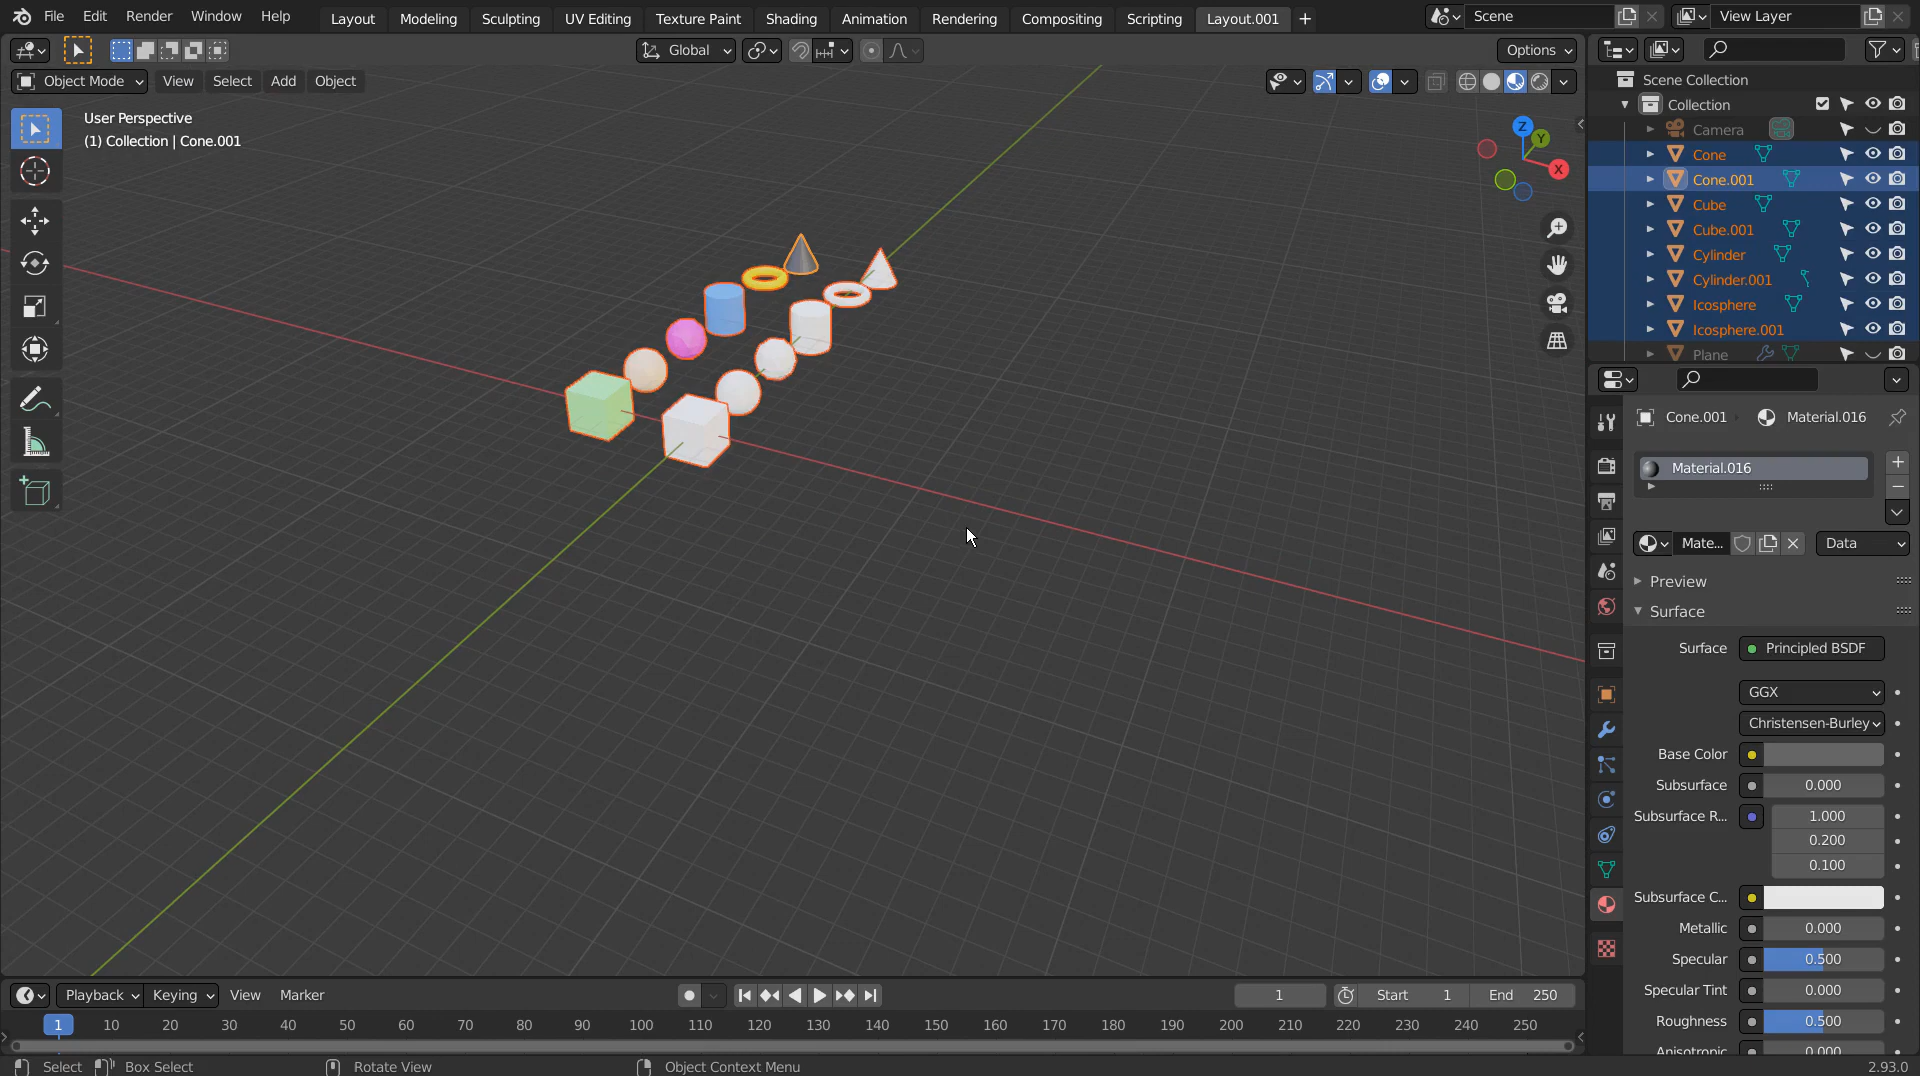 File Edit Render Window Help Layout Modeling Sculpting UV Editing Texture Paint Shading Animation Rendering Compositing Scripting Layout.001 + Scene View Layer
Global Options
Object Mode View Select Add Object
User Perspective
(1) Collection | Cone.001
Z
Y
X
Scene Collection
Collection
Camera
Cone
Cone.001
Cube
Cube.001
Cylinder
Cylinder.001
Icosphere
Icosphere.001
Plane
Cone.001 Material.016
Material.016
Mate... Data
Preview
Surface
Surface Principled BSDF
GGX
Christensen-Burley
Base Color
Subsurface 0.000
Subsurface R... 1.000
0.200
0.100
Subsurface C...
Metallic 0.000
Specular 0.500
Specular Tint 0.000
Roughness 0.500
Anisotropic 0.000
Playback Keying View Marker 1 Start 1 End 250
1 10 20 30 40 50 60 70 80 90 100 110 120 130 140 150 160 170 180 190 200 210 220 230 240 250
Select Box Select Rotate View Object Context Menu 2.93.0